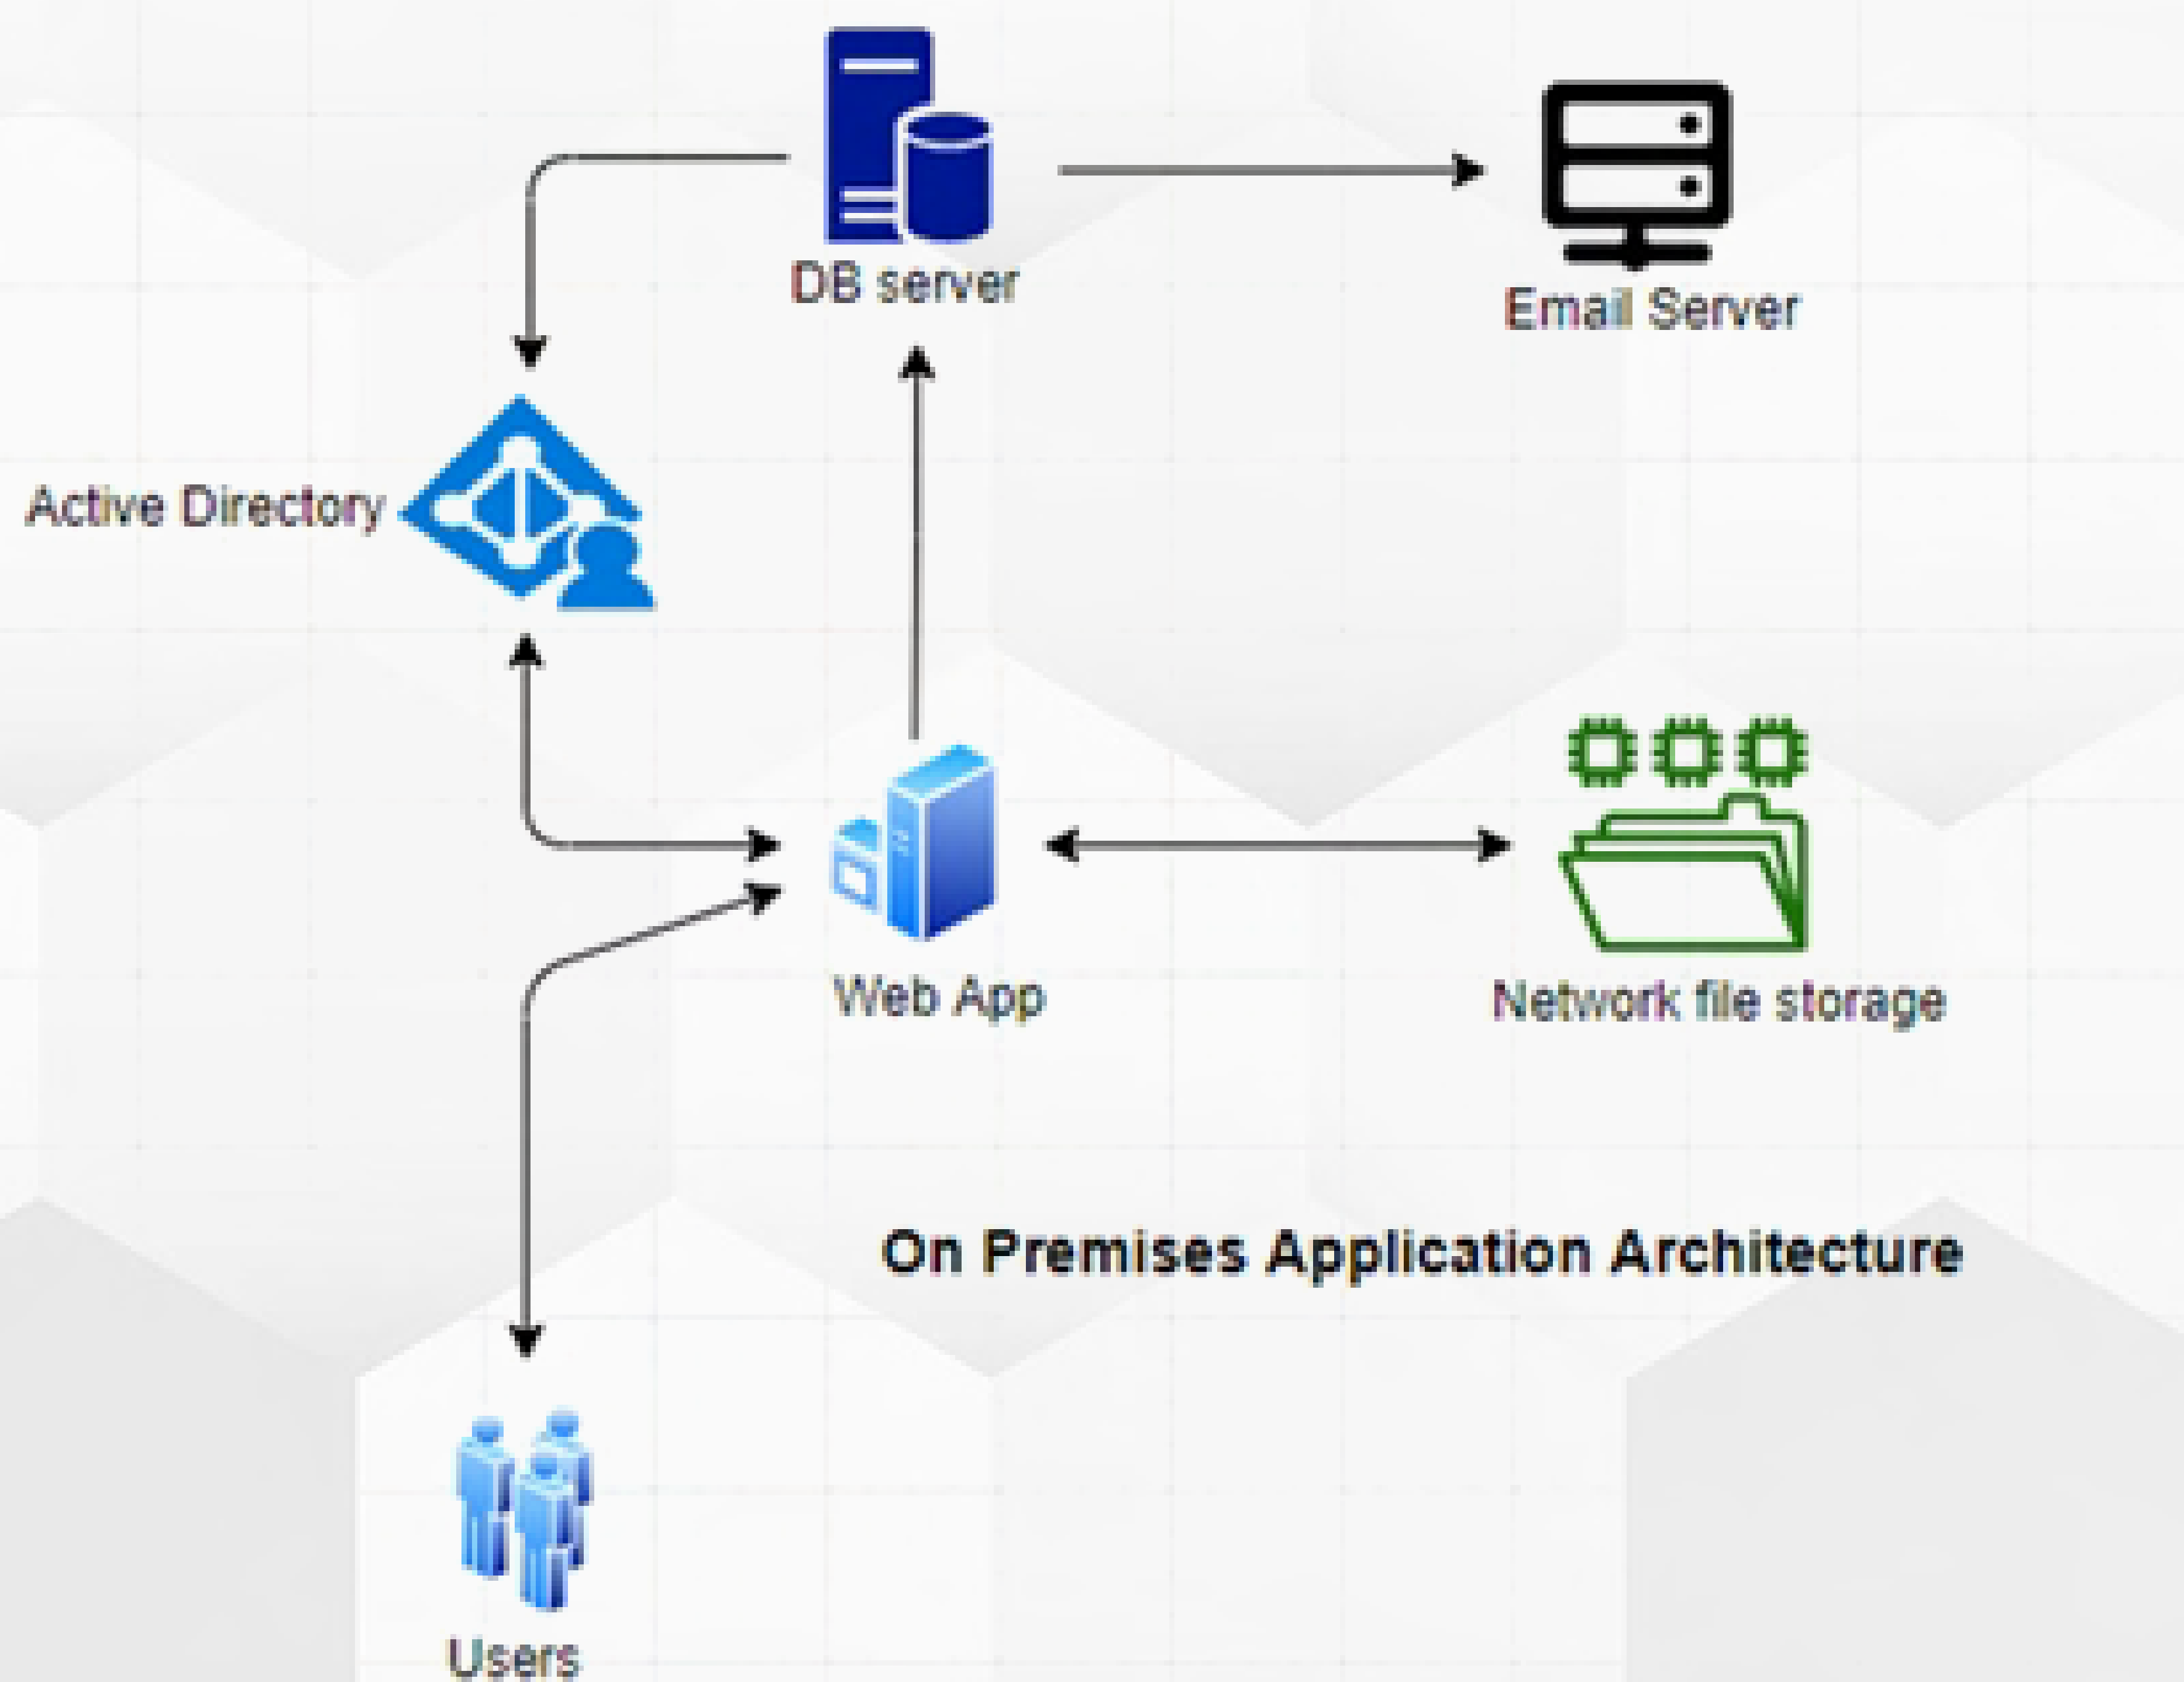 DB server
Email Server
Active Directory
Web App
Network file storage
On Premises Application Architecture
Users